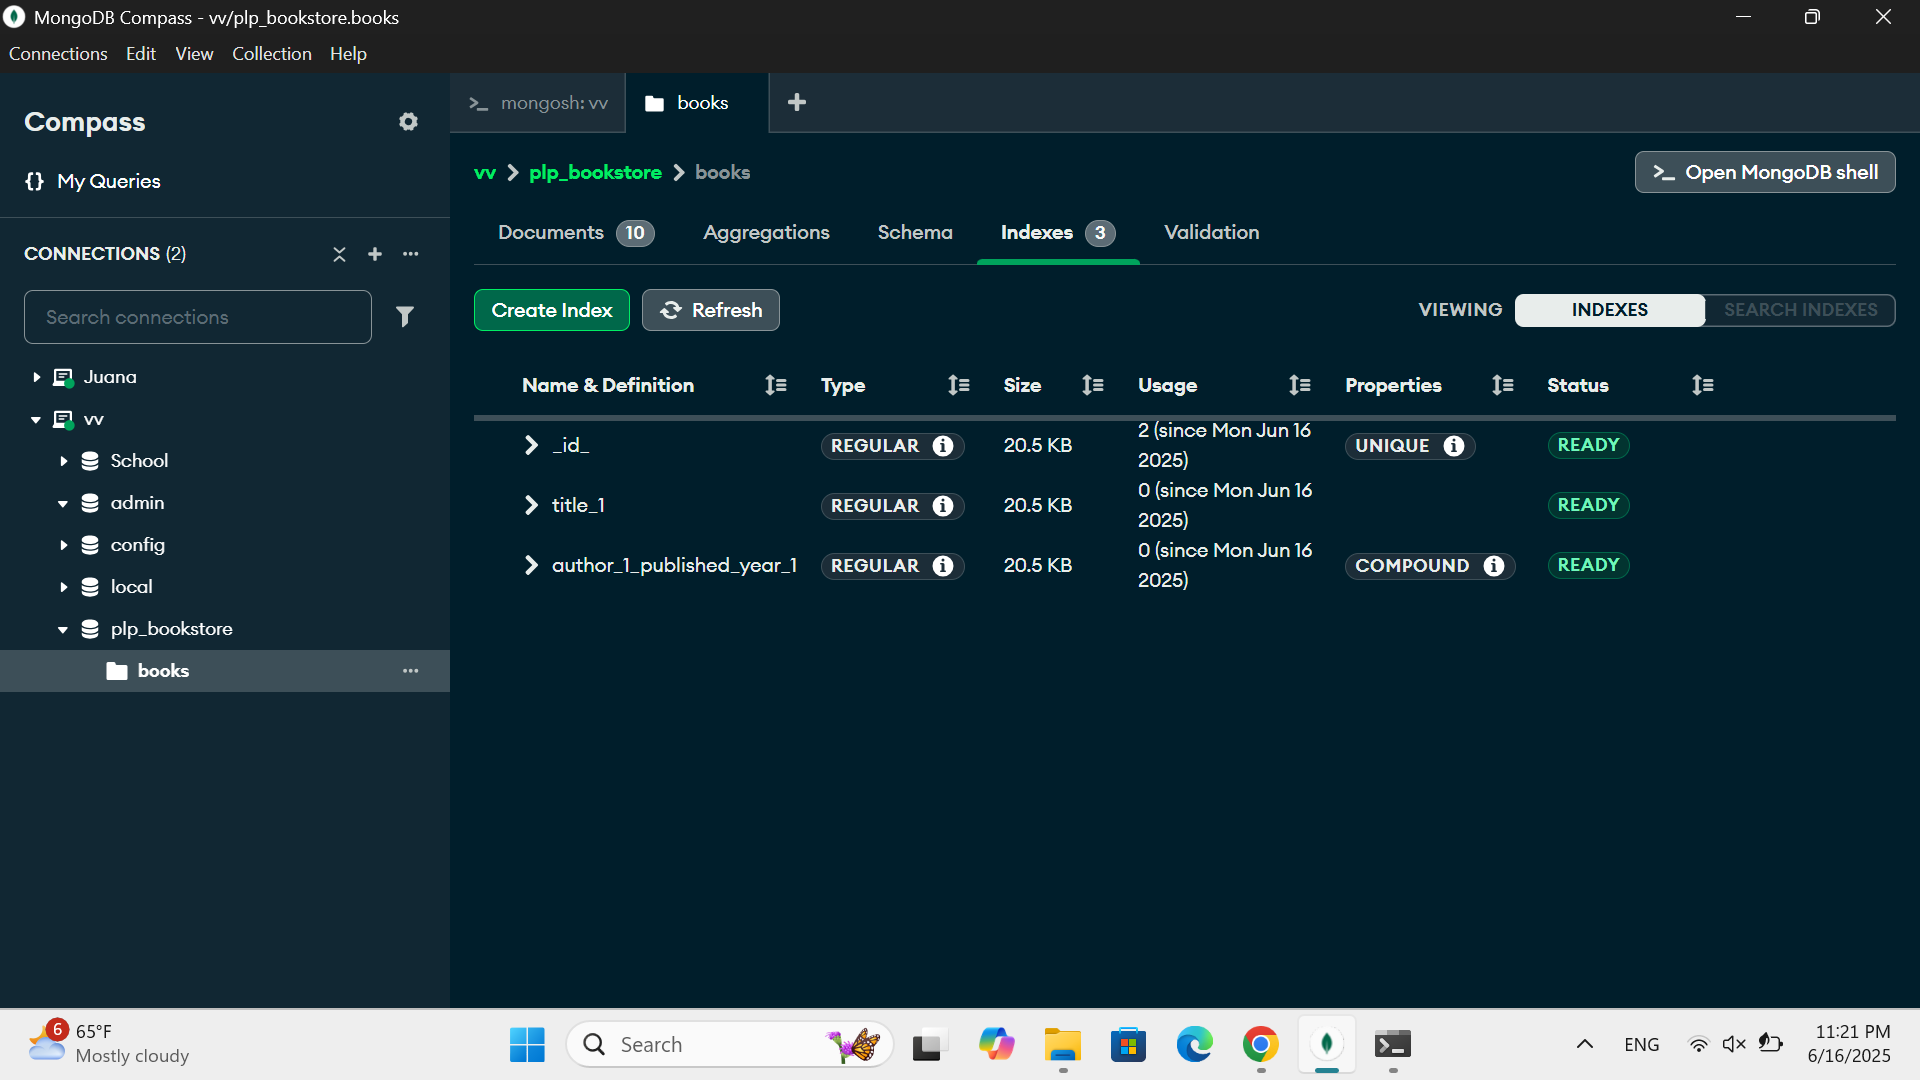 MongoDB Compass - vv/plp_bookstore.books
Connections Edit View Collection Help
Compass
{} My Queries
CONNECTIONS (2)
Search connections
Juana
vv
School
admin
config
local
plp_bookstore
books
>_ mongosh: vv
books
vv > plp_bookstore > books
>_ Open MongoDB shell
Documents 10 Aggregations Schema Indexes 3 Validation
Create Index Refresh
VIEWING INDEXES SEARCH INDEXES
Name & Definition Type Size Usage Properties Status
_id_ REGULAR 20.5 KB 2 (since Mon Jun 16 2025) UNIQUE READY
title_1 REGULAR 20.5 KB 0 (since Mon Jun 16 2025) READY
author_1_published_year_1 REGULAR 20.5 KB 0 (since Mon Jun 16 2025) COMPOUND READY
6
65°F
Mostly cloudy
Search
ENG
11:21 PM
6/16/2025